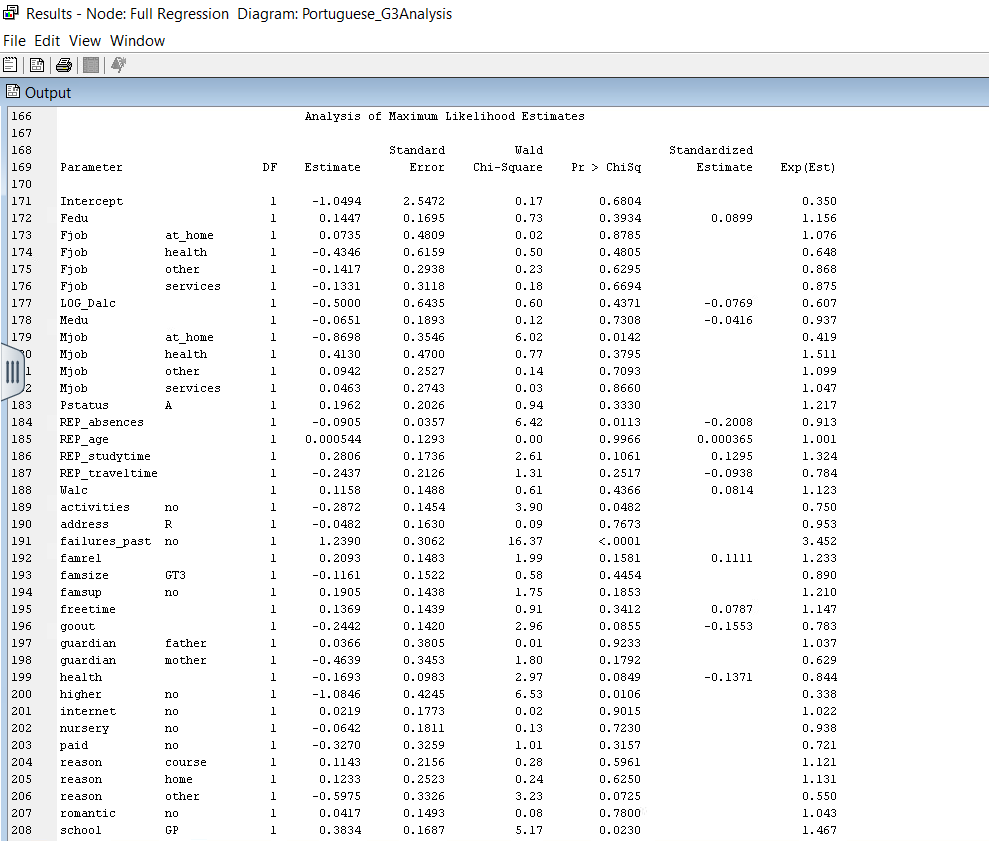 Results - Node: Full Regression Diagram: Portuguese_G3Analysis
File Edit View Window
Output
166 Analysis of Maximum Likelihood Estimates
167
168 Standard Wald Standardized
169 Parameter DF Estimate Error Chi-Square Pr > ChiSq Estimate Exp(Est)
170
171 Intercept 1 -1.0494 2.5472 0.17 0.6804 0.350
172 Fedu 1 0.1447 0.1695 0.73 0.3934 0.0899 1.156
173 Fjob at_home 1 0.0735 0.4809 0.02 0.8785 1.076
174 Fjob health 1 -0.4346 0.6159 0.50 0.4805 0.648
175 Fjob other 1 -0.1417 0.2938 0.23 0.6295 0.868
176 Fjob services 1 -0.1331 0.3118 0.18 0.6694 0.875
177 LOG_Dalc 1 -0.5000 0.6435 0.60 0.4371 -0.0769 0.607
178 Medu 1 -0.0651 0.1893 0.12 0.7308 -0.0416 0.937
179 Mjob at_home 1 -0.8698 0.3546 6.02 0.0142 0.419
0 Mjob health 1 0.4130 0.4700 0.77 0.3795 1.511
1 Mjob other 1 0.0942 0.2527 0.14 0.7093 1.099
2 Mjob services 1 0.0463 0.2743 0.03 0.8660 1.047
183 Pstatus A 1 0.1962 0.2026 0.94 0.3330 1.217
184 REP_absences 1 -0.0905 0.0357 6.42 0.0113 -0.2008 0.913
185 REP_age 1 0.000544 0.1293 0.00 0.9966 0.000365 1.001
186 REP_studytime 1 0.2806 0.1736 2.61 0.1061 0.1295 1.324
187 REP_traveltime 1 -0.2437 0.2126 1.31 0.2517 -0.0938 0.784
188 Walc 1 0.1158 0.1488 0.61 0.4366 0.0814 1.123
189 activities no 1 -0.2872 0.1454 3.90 0.0482 0.750
190 address R 1 -0.0482 0.1630 0.09 0.7673 0.953
191 failures_past no 1 1.2390 0.3062 16.37 <.0001 3.452
192 famrel 1 0.2093 0.1483 1.99 0.1581 0.1111 1.233
193 famsize GT3 1 -0.1161 0.1522 0.58 0.4454 0.890
194 famsup no 1 0.1905 0.1438 1.75 0.1853 1.210
195 freetime 1 0.1369 0.1439 0.91 0.3412 0.0787 1.147
196 goout 1 -0.2442 0.1420 2.96 0.0855 -0.1553 0.783
197 guardian father 1 0.0366 0.3805 0.01 0.9233 1.037
198 guardian mother 1 -0.4639 0.3453 1.80 0.1792 0.629
199 health 1 -0.1693 0.0983 2.97 0.0849 -0.1371 0.844
200 higher no 1 -1.0846 0.4245 6.53 0.0106 0.338
201 internet no 1 0.0219 0.1773 0.02 0.9015 1.022
202 nursery no 1 -0.0642 0.1811 0.13 0.7230 0.938
203 paid no 1 -0.3270 0.3259 1.01 0.3157 0.721
204 reason course 1 0.1143 0.2156 0.28 0.5961 1.121
205 reason home 1 0.1233 0.2523 0.24 0.6250 1.131
206 reason other 1 -0.5975 0.3326 3.23 0.0725 0.550
207 romantic no 1 0.0417 0.1493 0.08 0.7800 1.043
208 school GP 1 0.3834 0.1687 5.17 0.0230 1.467